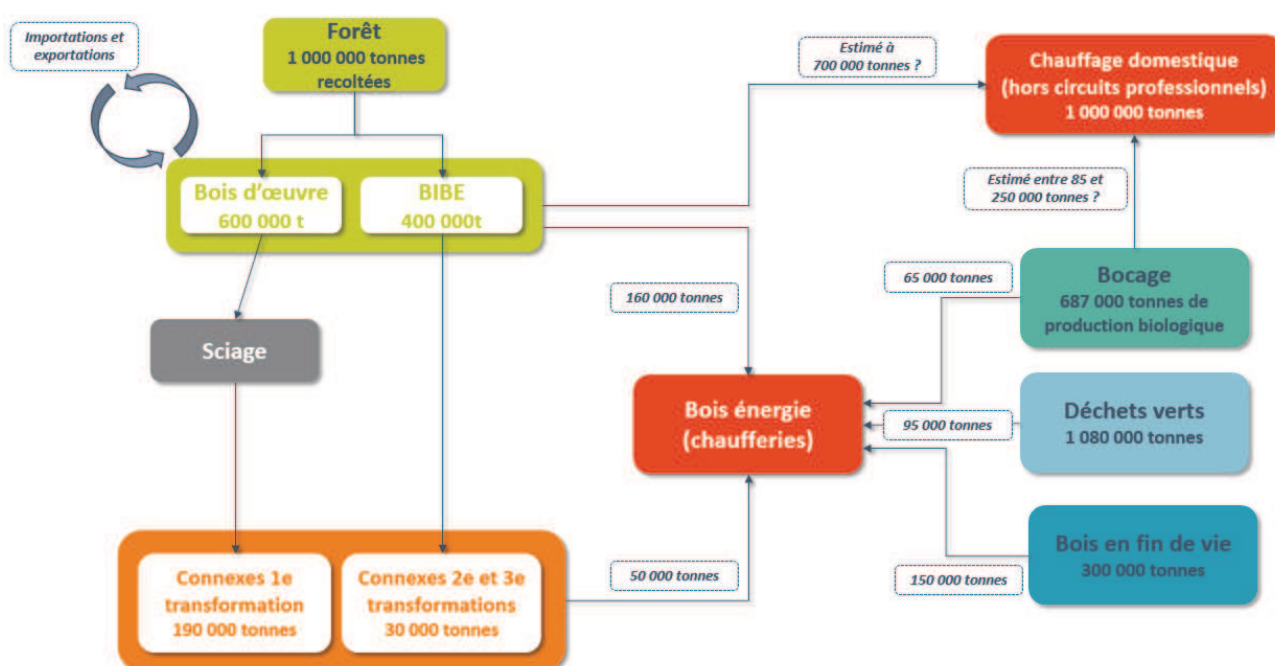 Importations et
exportations
Forêt
1 000 000 tonnes
recoltées
Estimé à
700 000 tonnes ?
Chauffage domestique
(hors circuits professionnels)
1 000 000 tonnes
Bois d'œuvre
600 000 t
BIBE
400 000t
Estimé entre 85 et
250 000 tonnes ?
160 000 tonnes
65 000 tonnes
Bocage
687 000 tonnes de
production biologique
Sciage
Bois énergie
(chaufferies)
95 000 tonnes
Déchets verts
1 080 000 tonnes
Connexes 1e
transformation
190 000 tonnes
Connexes 2e et 3e
transformations
30 000 tonnes
50 000 tonnes
150 000 tonnes
Bois en fin de vie
300 000 tonnes